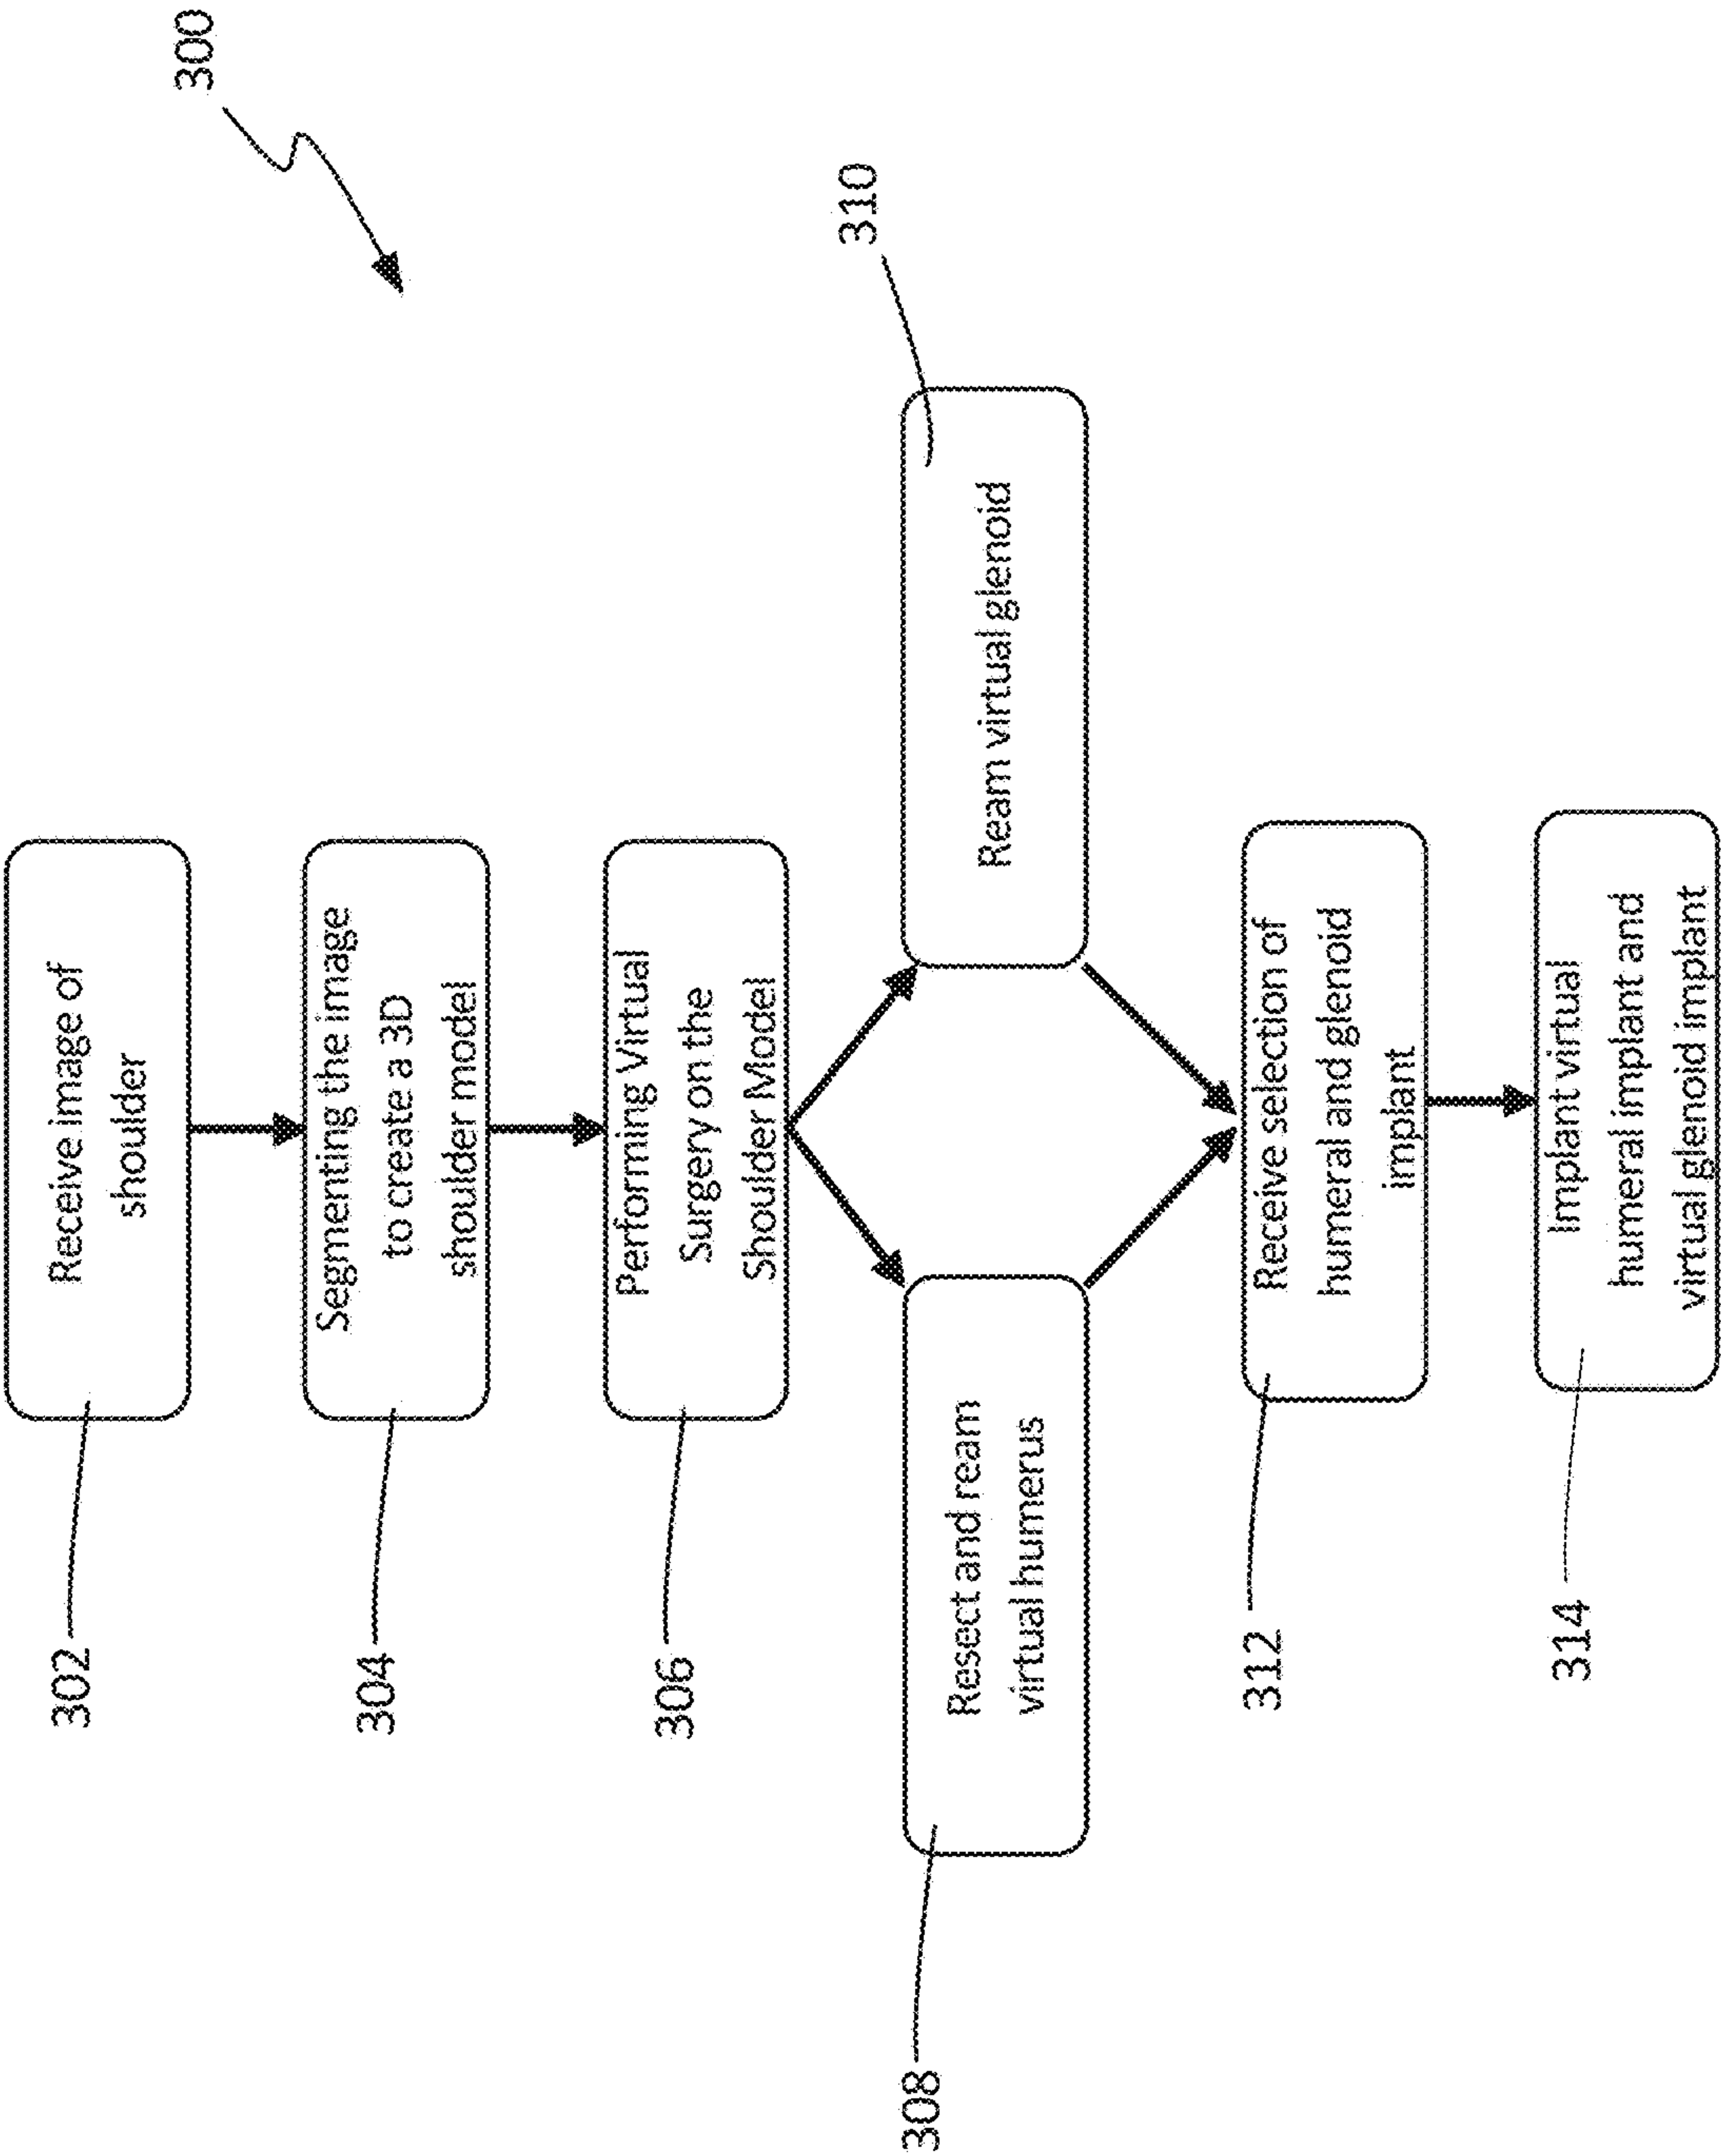 300
302
Receive image of
shoulder
304
Segmenting the image
to create a 3D
shoulder model
306
Performing Virtual
Surgery on the
Shoulder Model
308
Resect and ream
virtual humerus
310
Ream virtual glenoid
312
Receive selection of
humeral and glenoid
implant
314
Implant virtual
humeral implant and
virtual glenoid implant